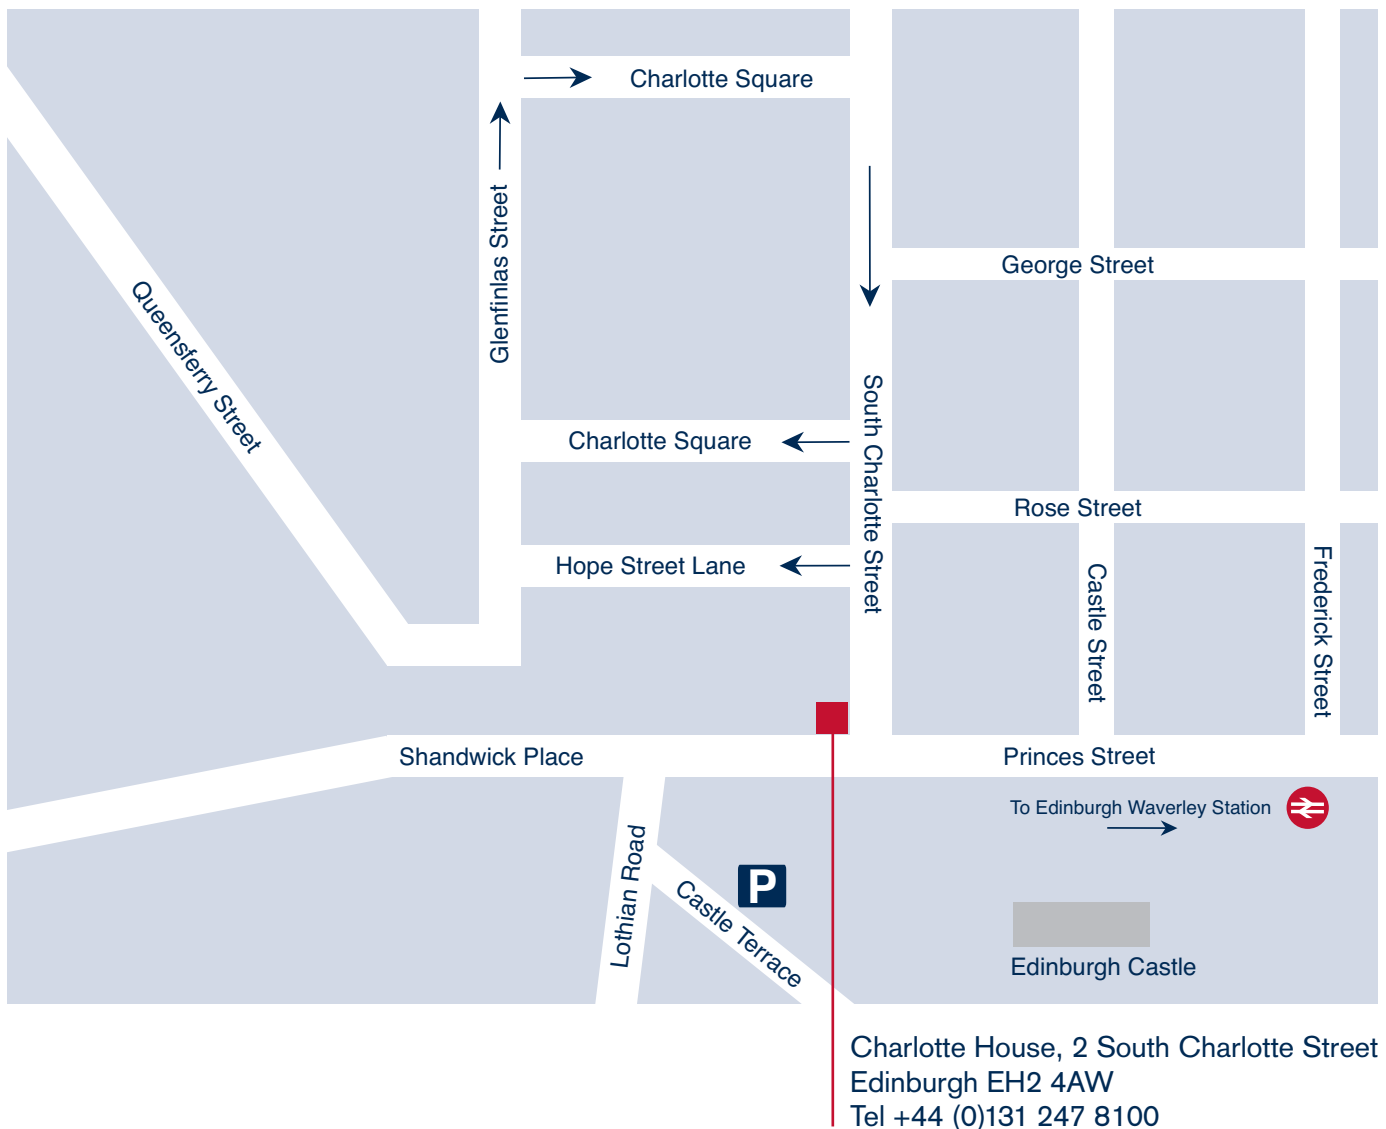 Charlotte Square
Glenfinlas Street
George Street
Queensferry Street
South Charlotte Street
Charlotte Square
Rose Street
Hope Street Lane
Castle Street
Frederick Street
Shandwick Place
Princes Street
To Edinburgh Waverley Station
Lothian Road
P
Castle Terrace
Edinburgh Castle
Charlotte House, 2 South Charlotte Street
Edinburgh EH2 4AW
Tel +44 (0)131 247 8100